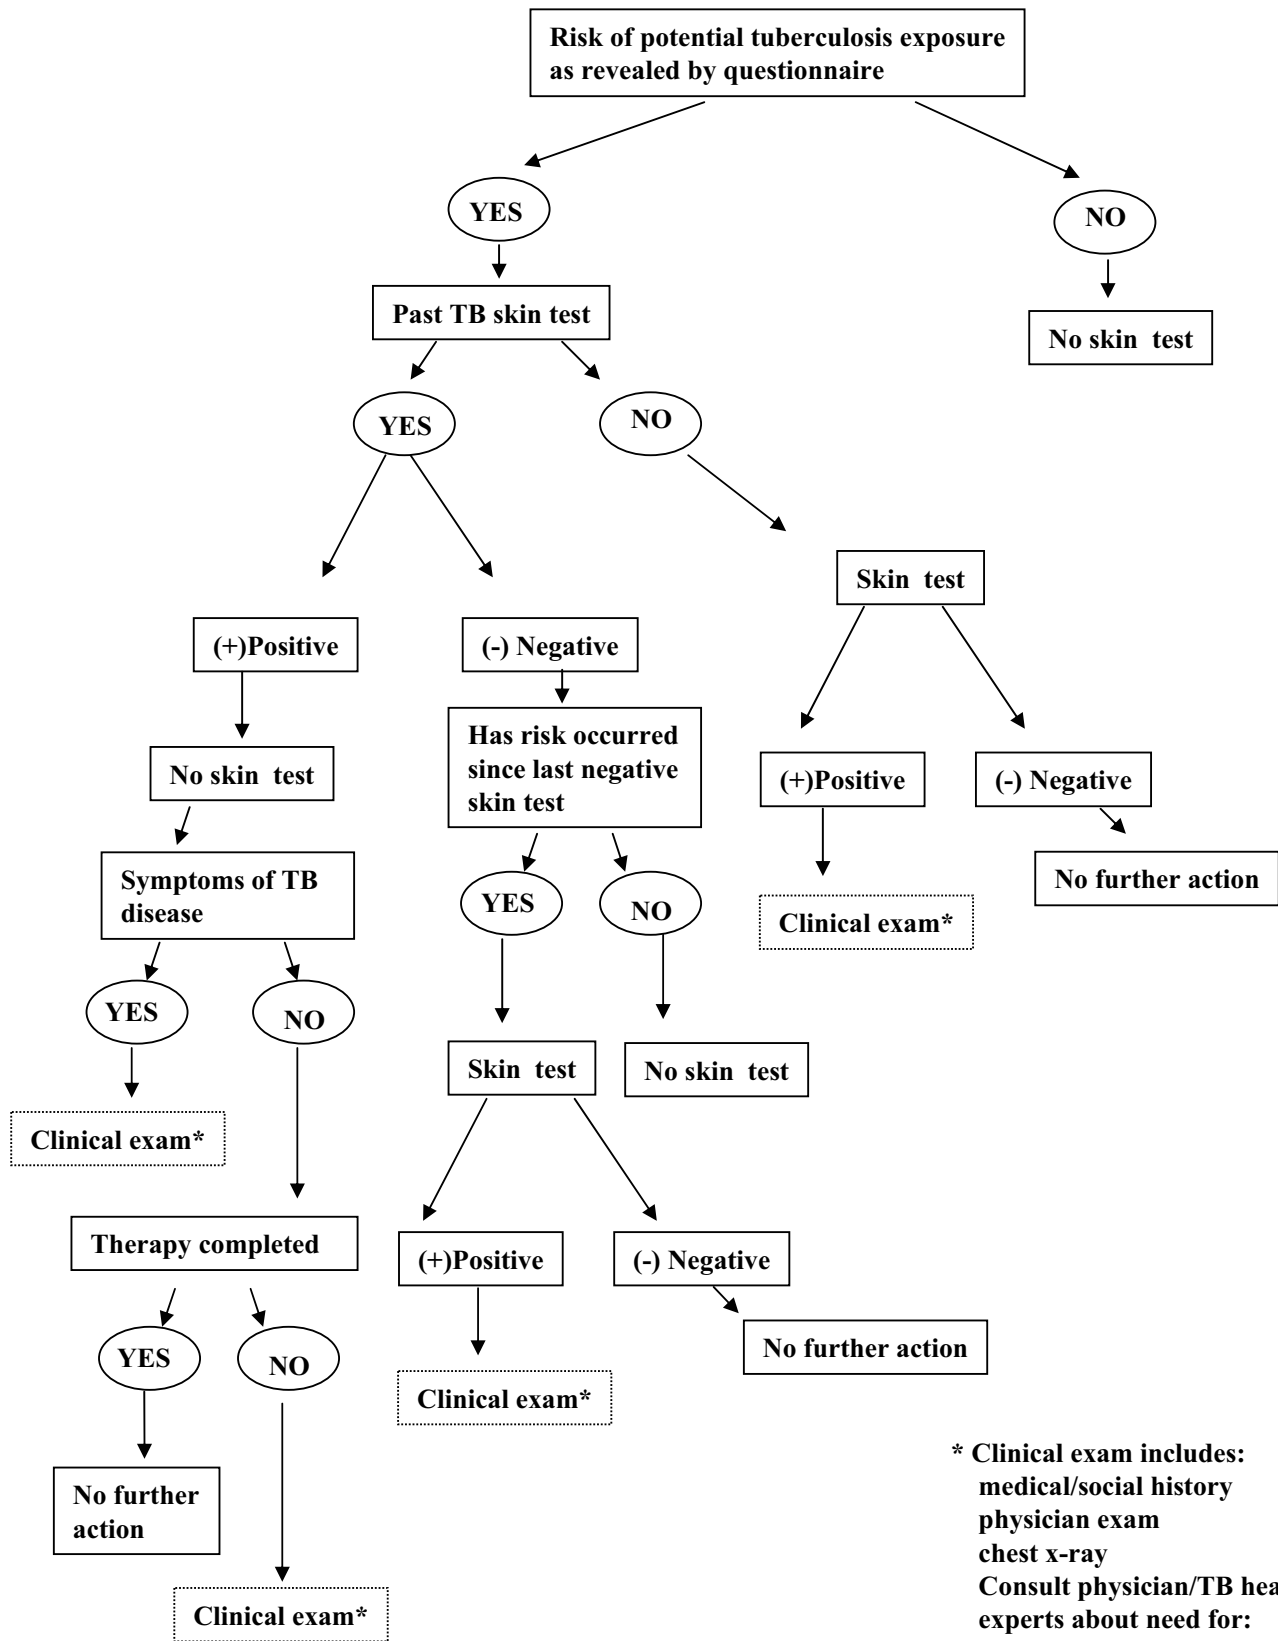 Risk of potential tuberculosis exposure
as revealed by questionnaire
YES
NO
Past TB skin test
No skin test
YES
NO
Skin test
(+)Positive
(-) Negative
Has risk occurred
since last negative
skin test
No skin test
(+)Positive
(-) Negative
Symptoms of TB
disease
YES
NO
No further action
Clinical exam*
YES
NO
Skin test
No skin test
Clinical exam*
Therapy completed
(+)Positive
(-) Negative
YES
NO
No further action
Clinical exam*
* Clinical exam includes:
medical/social history
physician exam
chest x-ray
Consult physician/TB hea
experts about need for:
No further
action
Clinical exam*